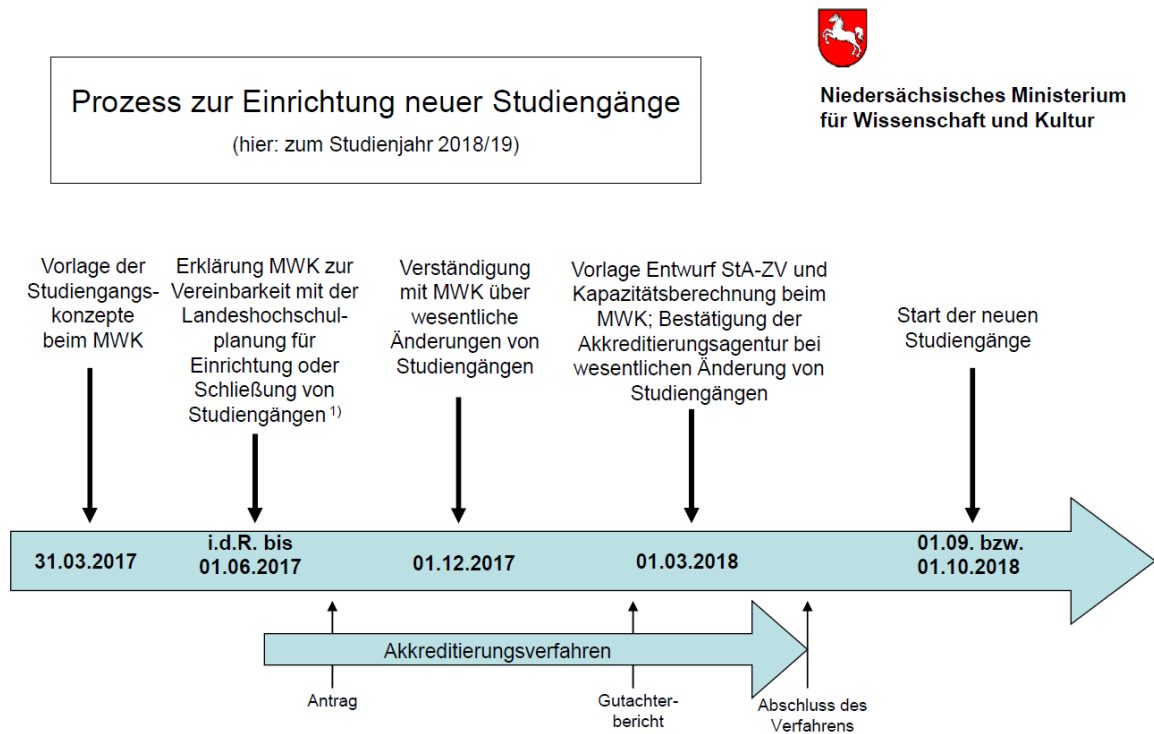 Prozess zur Einrichtung neuer Studiengänge
(hier: zum Studienjahr 2018/19)
Niedersächsisches Ministerium
für Wissenschaft und Kultur
Vorlage der
Studiengangs-
konzepte
beim MWK
Erklärung MWK zur
Vereinbarkeit mit der
Landeshochschul-
planung für
Einrichtung oder
Schließung von
Studiengängen 1)
Verständigung
mit MWK über
wesentliche
Änderungen von
Studiengängen
Vorlage Entwurf StA-ZV und
Kapazitätsberechnung beim
MWK; Bestätigung der
Akkreditierungsagentur bei
wesentlichen Änderung von
Studiengängen
Start der neuen
Studiengänge
31.03.2017
i.d.R. bis
01.06.2017
01.12.2017
01.03.2018
01.09. bzw.
01.10.2018
Akkreditierungsverfahren
Antrag
Gutachter-
bericht
Abschluss des
Verfahrens